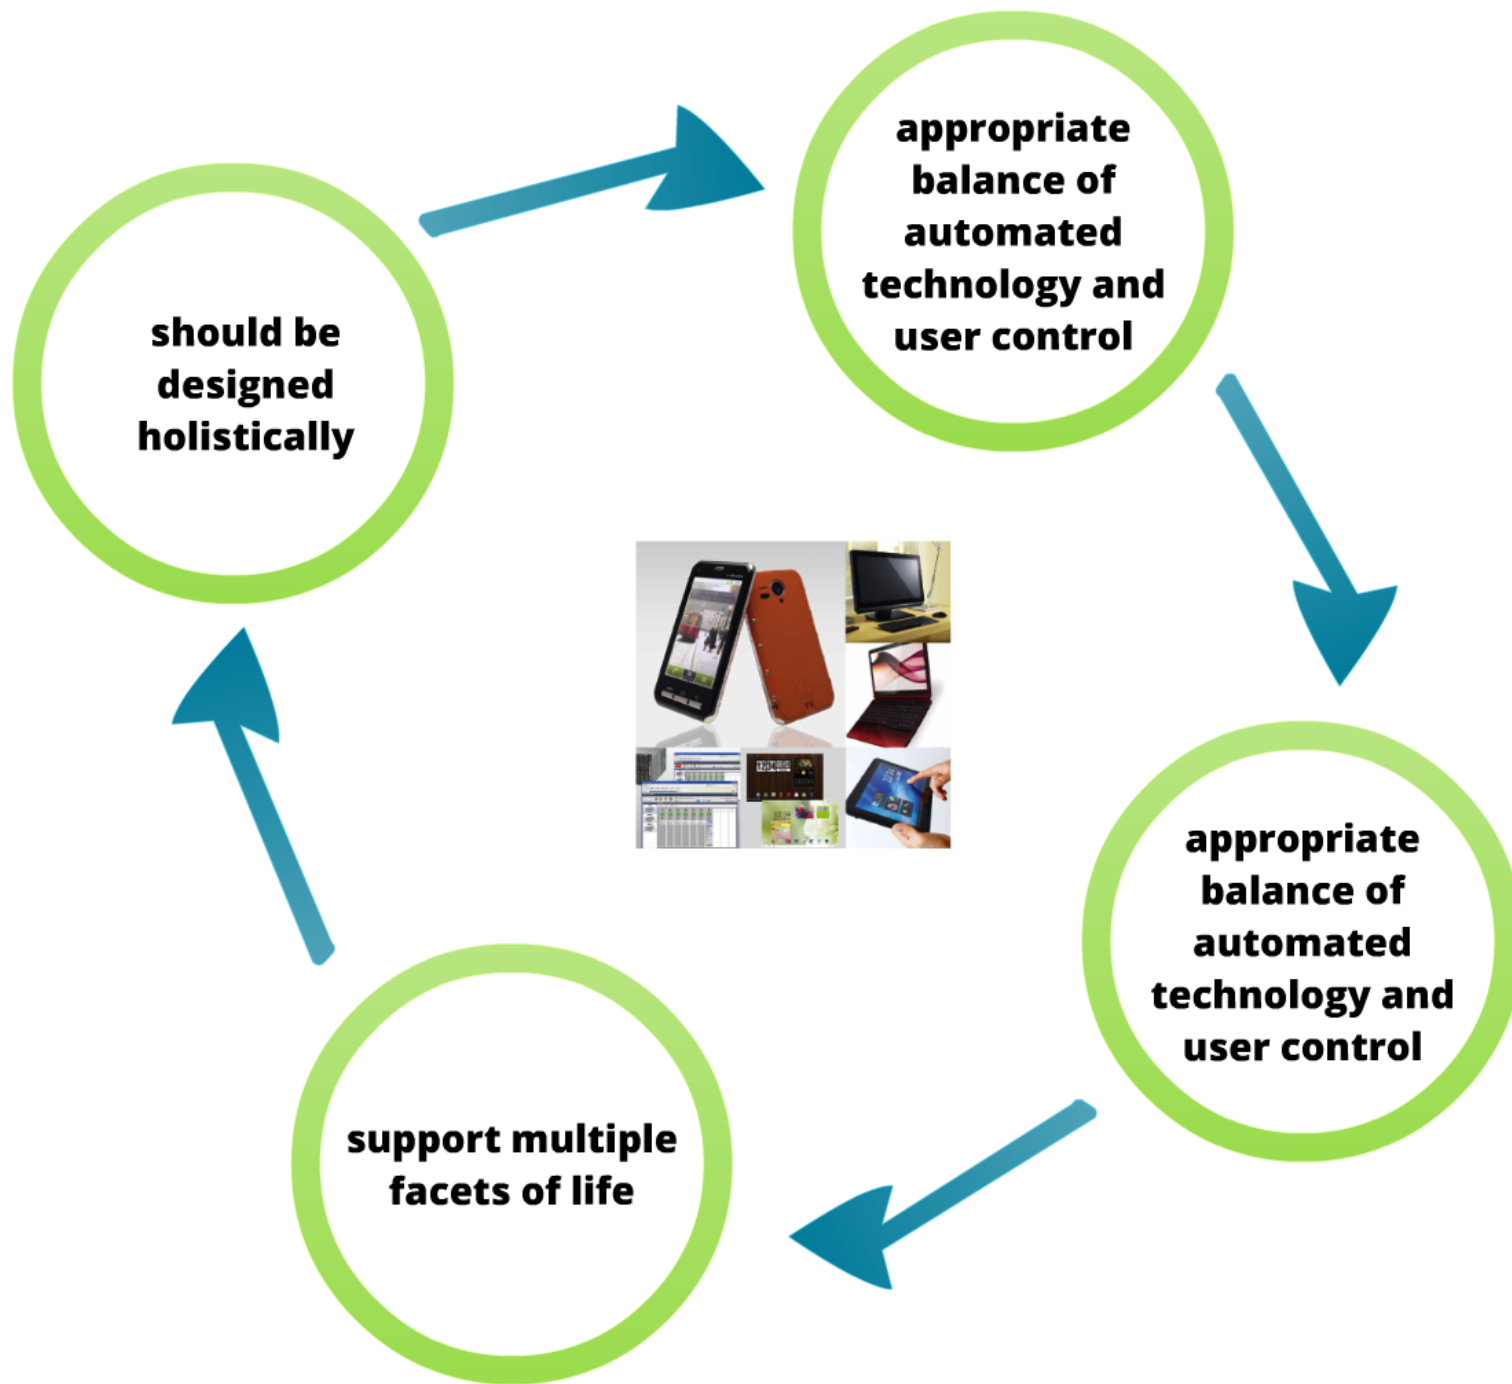 should be
designed
holistically
appropriate
balance of
automated
technology and
user control
appropriate
balance of
automated
technology and
user control
support multiple
facets of life